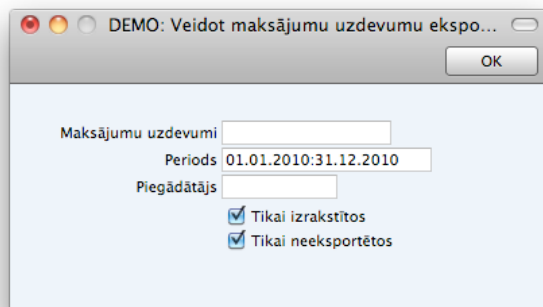 DEMO: Veidot maksājumu uzdevumu ekspo...
OK
Maksājumu uzdevumi
Periods 01.01.2010:31.12.2010
Piegādātājs
Tikai izrakstītos
Tikai neeksportētos